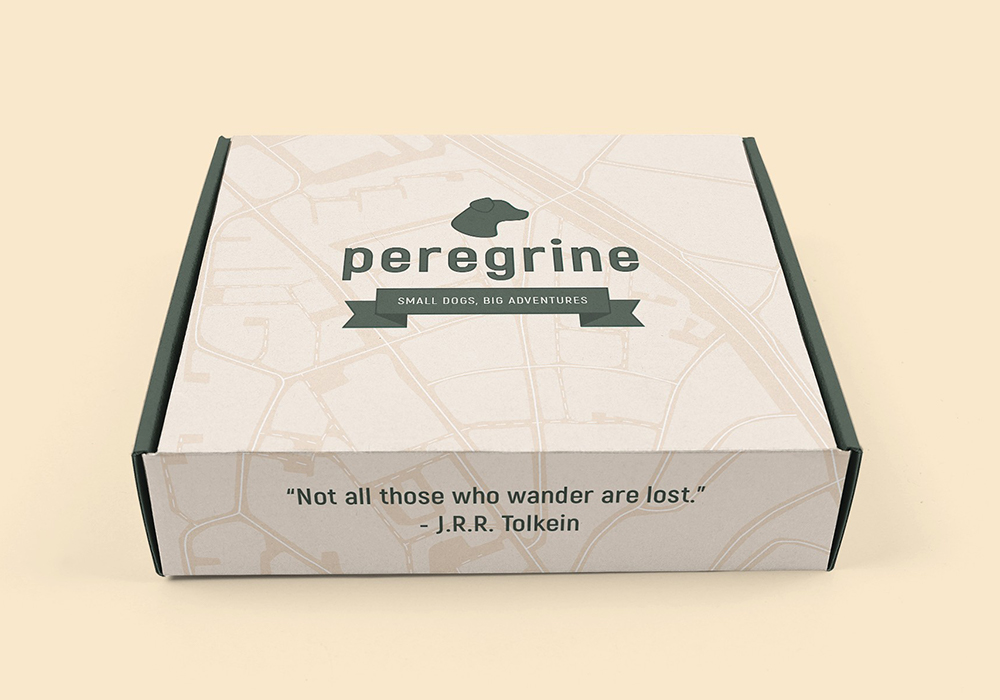 peregrine
SMALL DOGS, BIG ADVENTURES
“Not all those who wander are lost.”
- J.R.R. Tolkein